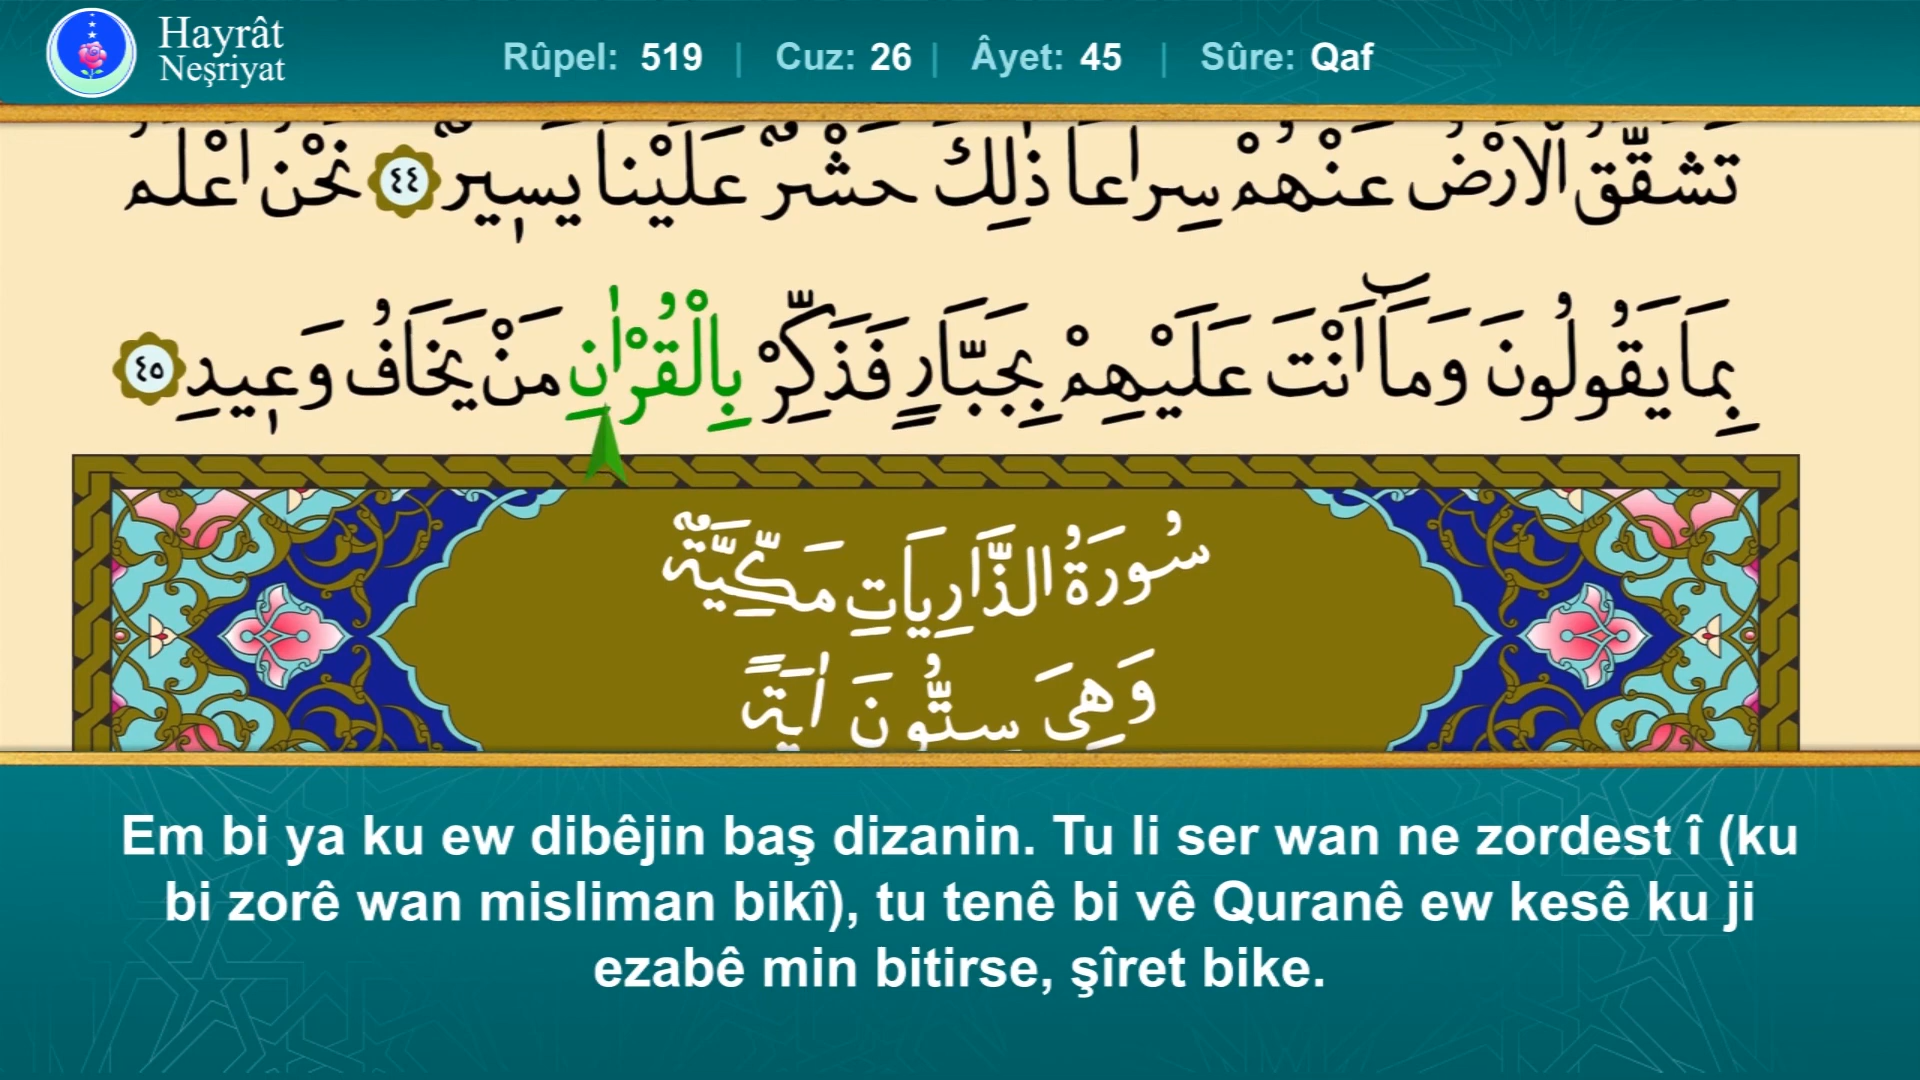 Hayrât
Neşriyat
Rûpel: 519 | Cuz: 26 | Âyet: 45 | Sûre: Qaf
تَشَقَّقُ الْاَرْضُ عَنْهُمْ سِرَاعًا ذٰلِكَ حَشْرٌ عَلَيْنَا يَسٖيرٌ ٤٤ نَحْنُ اَعْلَمُ
بِمَا يَقُولُونَ وَمَٓا اَنْتَ عَلَيْهِمْ بِجَبَّارٍ فَذَكِّرْ بِالْقُرْاٰنِ مَنْ يَخَافُ وَعٖيدِ ٤٥
سُورَةُ الذَّارِيَاتِ مَكِّيَّةٌ
وَهِيَ سِتُّونَ اٰيَةً
Em bi ya ku ew dibêjin baş dizanin. Tu li ser wan ne zordest î (ku
bi zorê wan misliman bikî), tu tenê bi vê Quranê ew kesê ku ji
ezabê min bitirse, şîret bike.